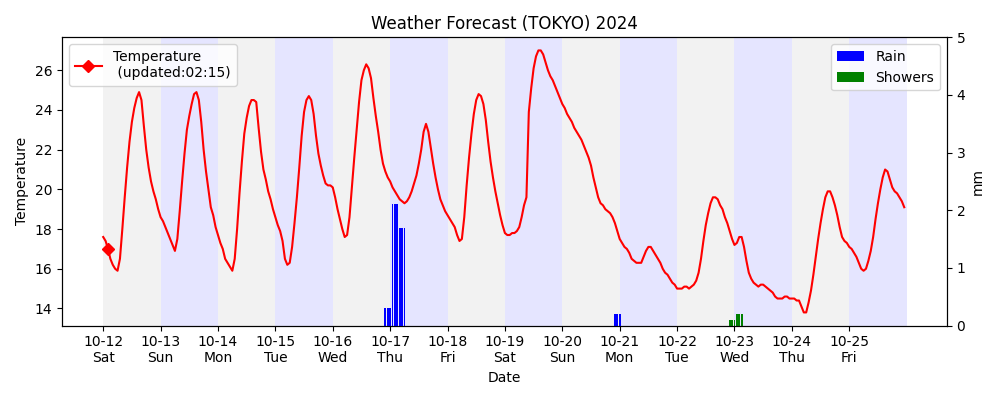 Weather Forecast (TOKYO) 2024
Temperature
(updated:02:15)
Rain
Showers
Temperature
26
24
22
20
18
16
14
5
4
3
2
1
0
mm
10-12 10-13 10-14 10-15 10-16 10-17 10-18 10-19 10-20 10-21 10-22 10-23 10-24 10-25
Sat Sun Mon Tue Wed Thu Fri Sat Sun Mon Tue Wed Thu Fri
Date